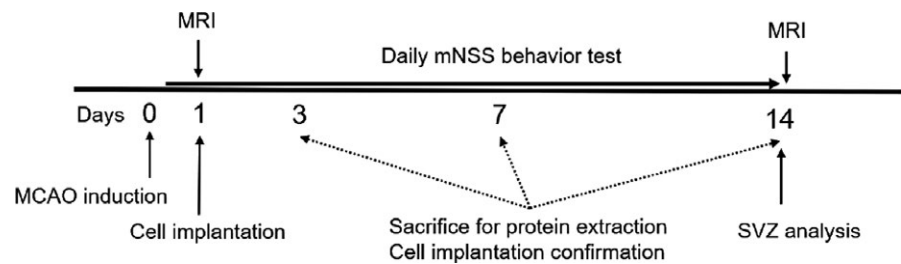 MRI
MRI
Daily mNSS behavior test
Days 0 1 3 7 14
MCAO induction
Cell implantation
Sacrifice for protein extraction
Cell implantation confirmation
SVZ analysis